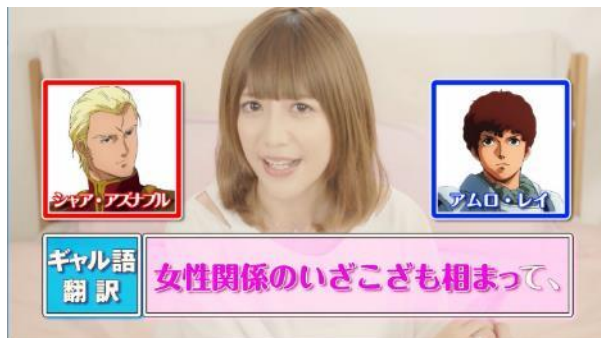 シャア・アズナブル
アムロ・レイ
ギャル語
翻訳
女性関係のいざこざも相まって、